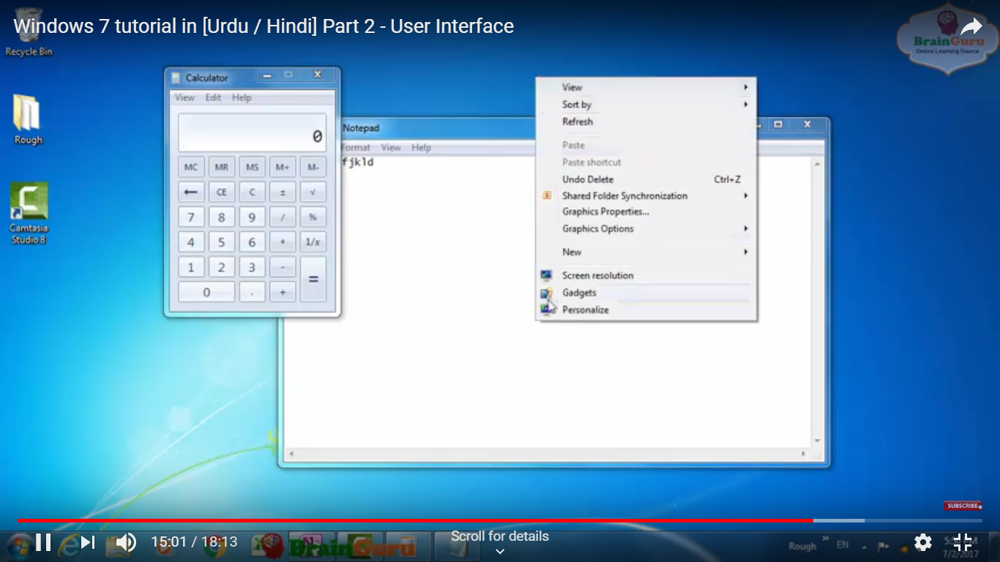 Windows 7 tutorial in [Urdu / Hindi] Part 2 - User Interface
Recycle Bin
BrainGuru
Online Learning Source
Rough
Camtasia
Studio 8
Calculator
View Edit Help
0
MC MR MS M+ M-
← CE C ± √
7 8 9 / %
4 5 6 * 1/x
1 2 3 - =
0 . +
Notepad
Format View Help
fjkld
View
Sort by
Refresh
Paste
Paste shortcut
Undo Delete Ctrl+Z
Shared Folder Synchronization
Graphics Properties...
Graphics Options
New
Screen resolution
Gadgets
Personalize
SUBSCRIBE
Scroll for details
15:01 / 18:13
BrainGuru
Rough
EN
7/2/2017